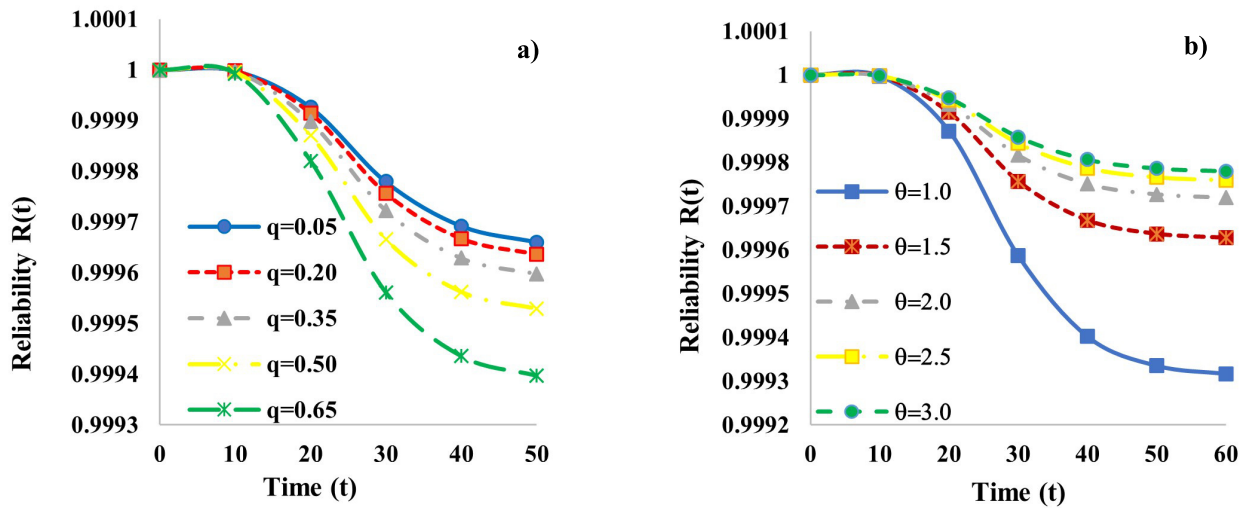 a)
Reliability R(t)
1.0001
1
0.9999
0.9998
0.9997
0.9996
0.9995
0.9994
0.9993
q=0.05
q=0.20
q=0.35
q=0.50
q=0.65
0 10 20 30 40 50
Time (t)
b)
Reliability R(t)
1.0001
1
0.9999
0.9998
0.9997
0.9996
0.9995
0.9994
0.9993
0.9992
θ=1.0
θ=1.5
θ=2.0
θ=2.5
θ=3.0
0 10 20 30 40 50 60
Time (t)